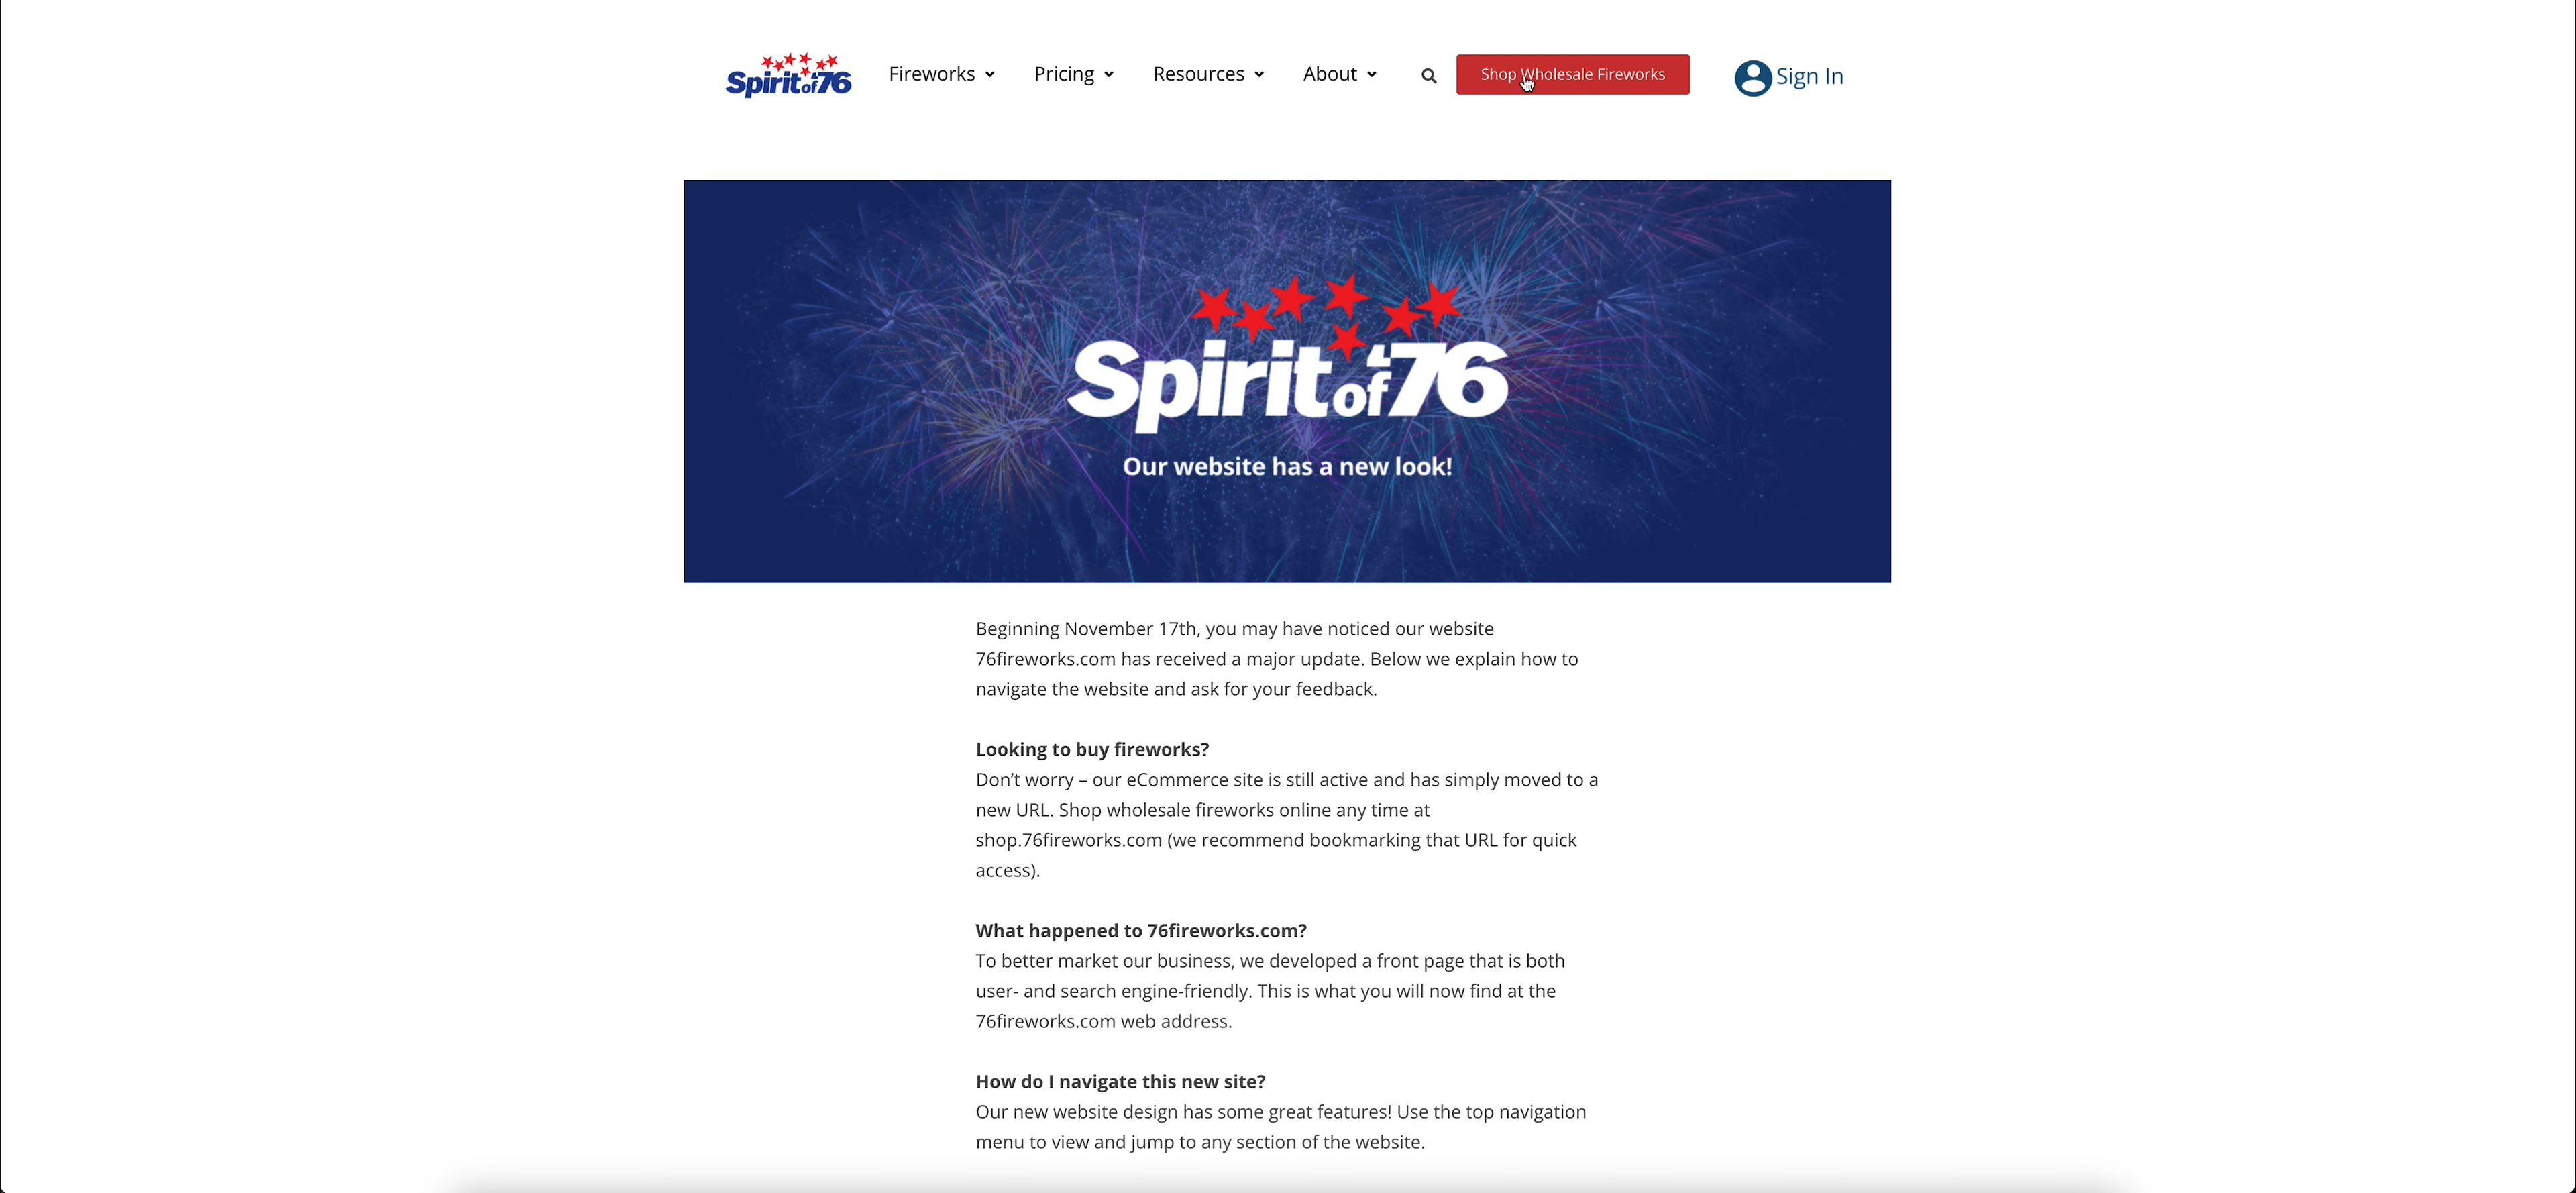 Spirit of '76
Fireworks
Pricing
Resources
About
Shop Wholesale Fireworks
Sign In
Spirit of '76
Our website has a new look!
Beginning November 17th, you may have noticed our website
76fireworks.com has received a major update. Below we explain how to
navigate the website and ask for your feedback.
Looking to buy fireworks?
Don’t worry – our eCommerce site is still active and has simply moved to a
new URL. Shop wholesale fireworks online any time at
shop.76fireworks.com (we recommend bookmarking that URL for quick
access).
What happened to 76fireworks.com?
To better market our business, we developed a front page that is both
user- and search engine-friendly. This is what you will now find at the
76fireworks.com web address.
How do I navigate this new site?
Our new website design has some great features! Use the top navigation
menu to view and jump to any section of the website.